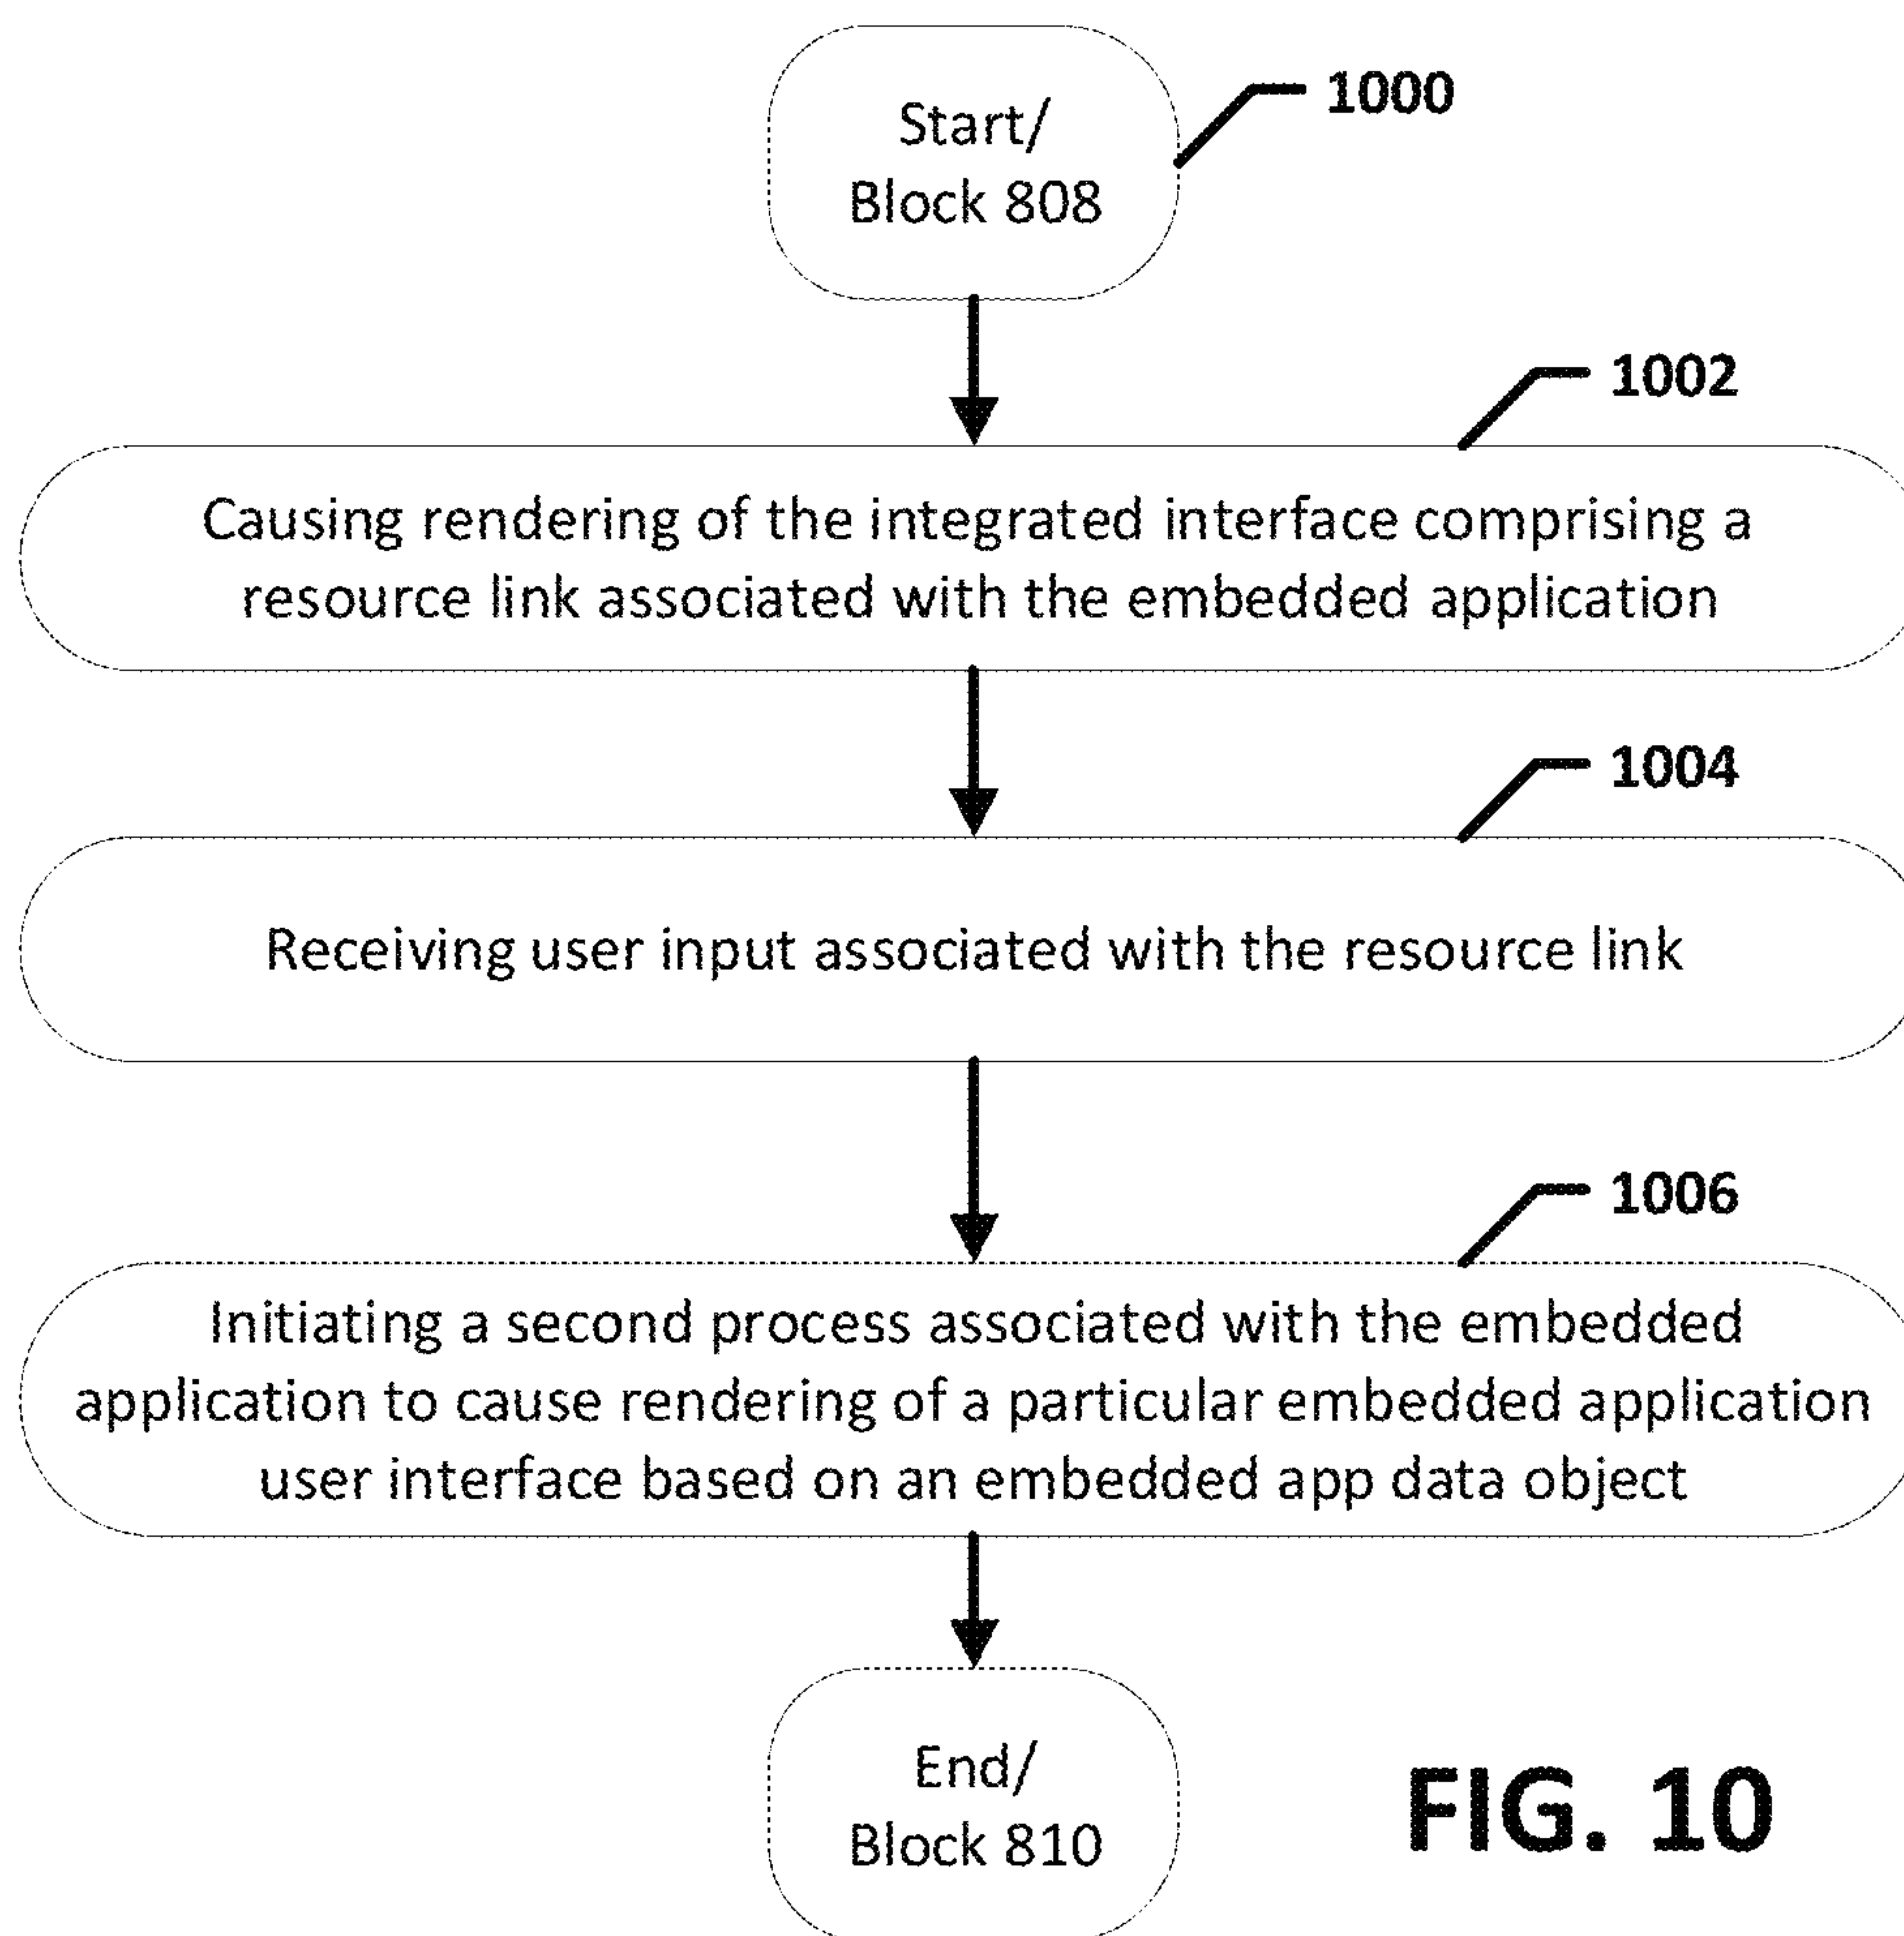 Start/
Block 808
1000
1002
Causing rendering of the integrated interface comprising a
resource link associated with the embedded application
1004
Receiving user input associated with the resource link
1006
Initiating a second process associated with the embedded
application to cause rendering of a particular embedded application
user interface based on an embedded app data object
End/
Block 810
FIG. 10